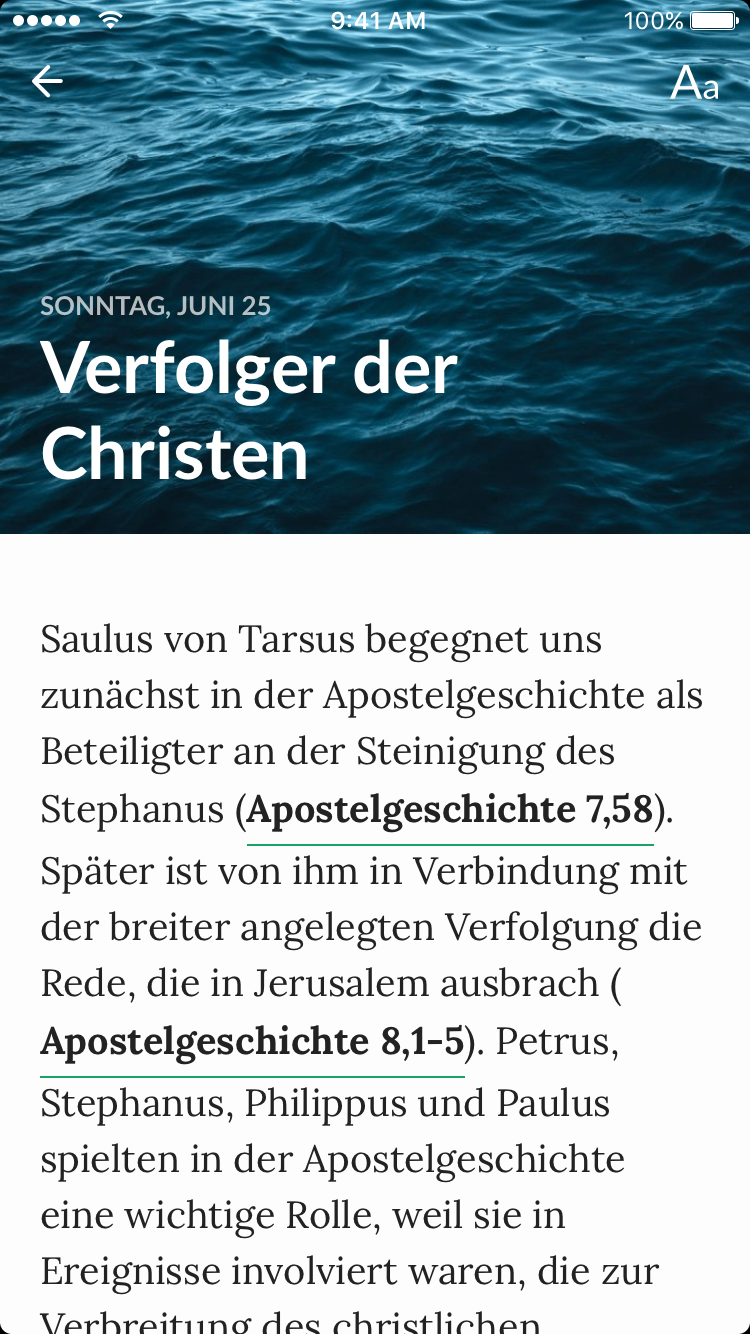 9:41 AM
100%
Aa
SONNTAG, JUNI 25
Verfolger der
Christen
Saulus von Tarsus begegnet uns
zunächst in der Apostelgeschichte als
Beteiligter an der Steinigung des
Stephanus (Apostelgeschichte 7,58).
Später ist von ihm in Verbindung mit
der breiter angelegten Verfolgung die
Rede, die in Jerusalem ausbrach (
Apostelgeschichte 8,1-5). Petrus,
Stephanus, Philippus und Paulus
spielten in der Apostelgeschichte
eine wichtige Rolle, weil sie in
Ereignisse involviert waren, die zur
Verbreitung des christlichen